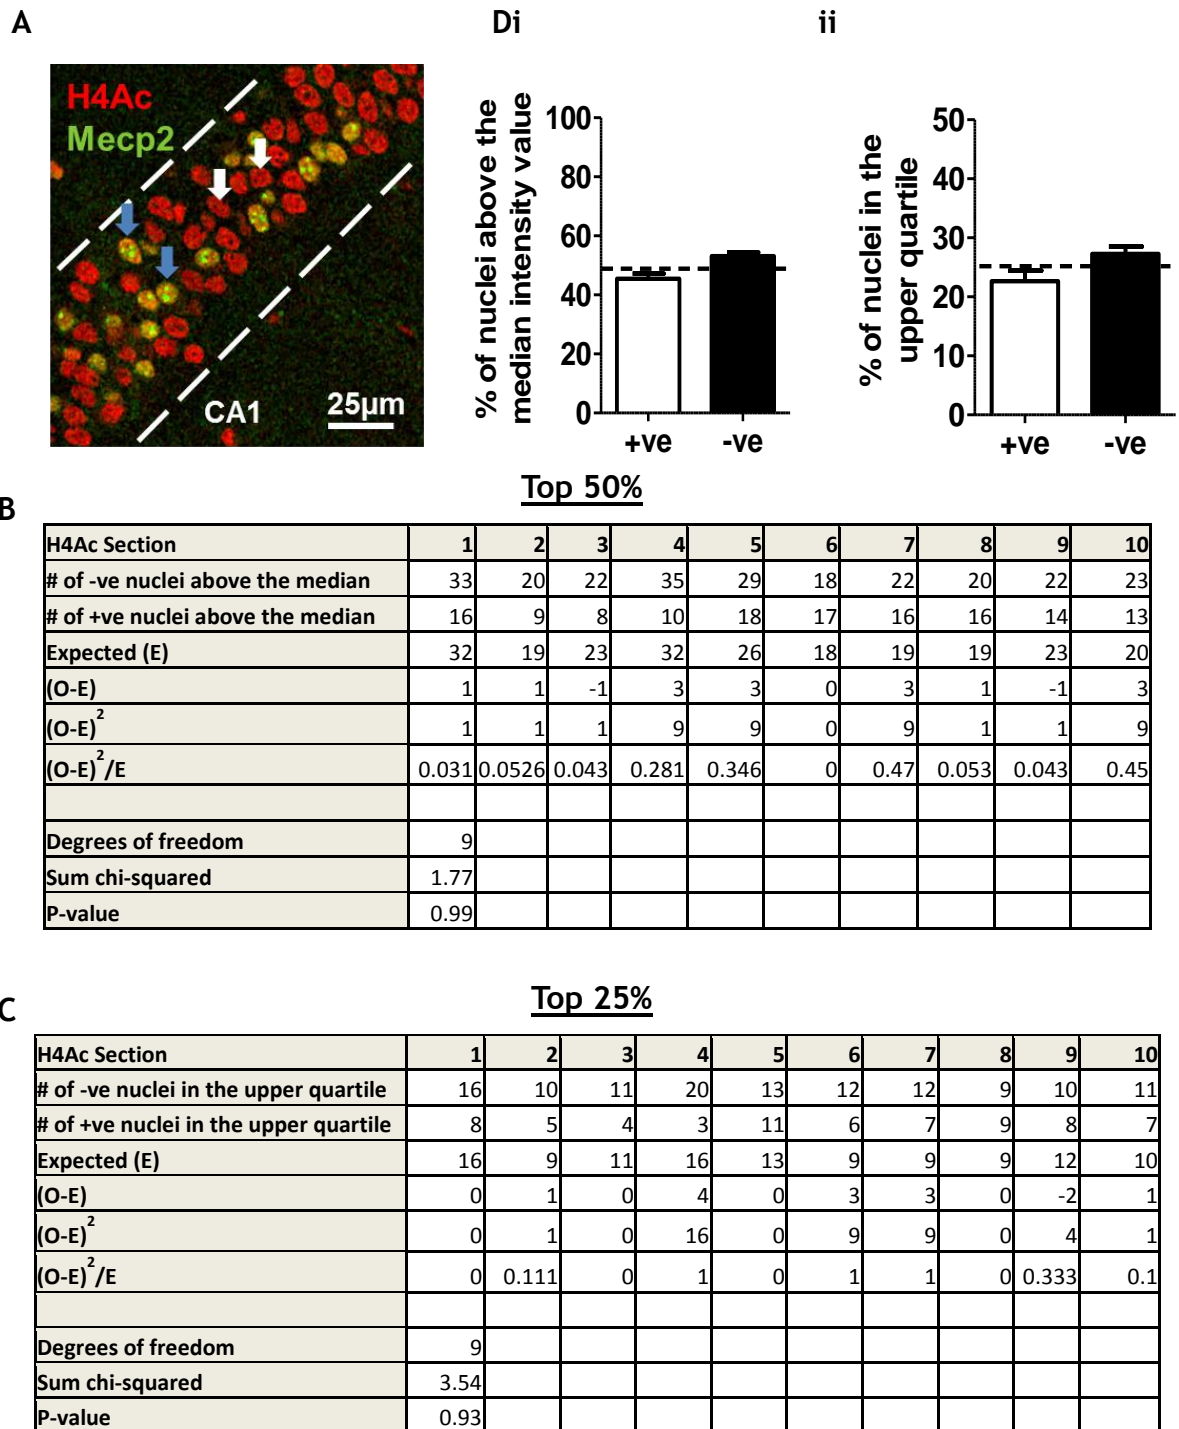 A
Di
ii
H4Ac
Mecp2
CA1
25µm
% of nuclei above the
median intensity value
100
80
60
40
20
0
+ve
-ve
% of nuclei in the
upper quartile
50
40
30
20
10
0
+ve
-ve
Top 50%
B
H4Ac Section 1 2 3 4 5 6 7 8 9 10
# of -ve nuclei above the median 33 20 22 35 29 18 22 20 22 23
# of +ve nuclei above the median 16 9 8 10 18 17 16 16 14 13
Expected (E) 32 19 23 32 26 18 19 19 23 20
(O-E) 1 1 -1 3 3 0 3 1 -1 3
(O-E)² 1 1 1 9 9 0 9 1 1 9
(O-E)²/E 0.031 0.0526 0.043 0.281 0.346 0 0.47 0.053 0.043 0.45
Degrees of freedom 9
Sum chi-squared 1.77
P-value 0.99
Top 25%
C
H4Ac Section 1 2 3 4 5 6 7 8 9 10
# of -ve nuclei in the upper quartile 16 10 11 20 13 12 12 9 10 11
# of +ve nuclei in the upper quartile 8 5 4 3 11 6 7 9 8 7
Expected (E) 16 9 11 16 13 9 9 9 12 10
(O-E) 0 1 0 4 0 3 3 0 -2 1
(O-E)² 0 1 0 16 0 9 9 0 4 1
(O-E)²/E 0 0.111 0 1 0 1 1 0 0.333 0.1
Degrees of freedom 9
Sum chi-squared 3.54
P-value 0.93